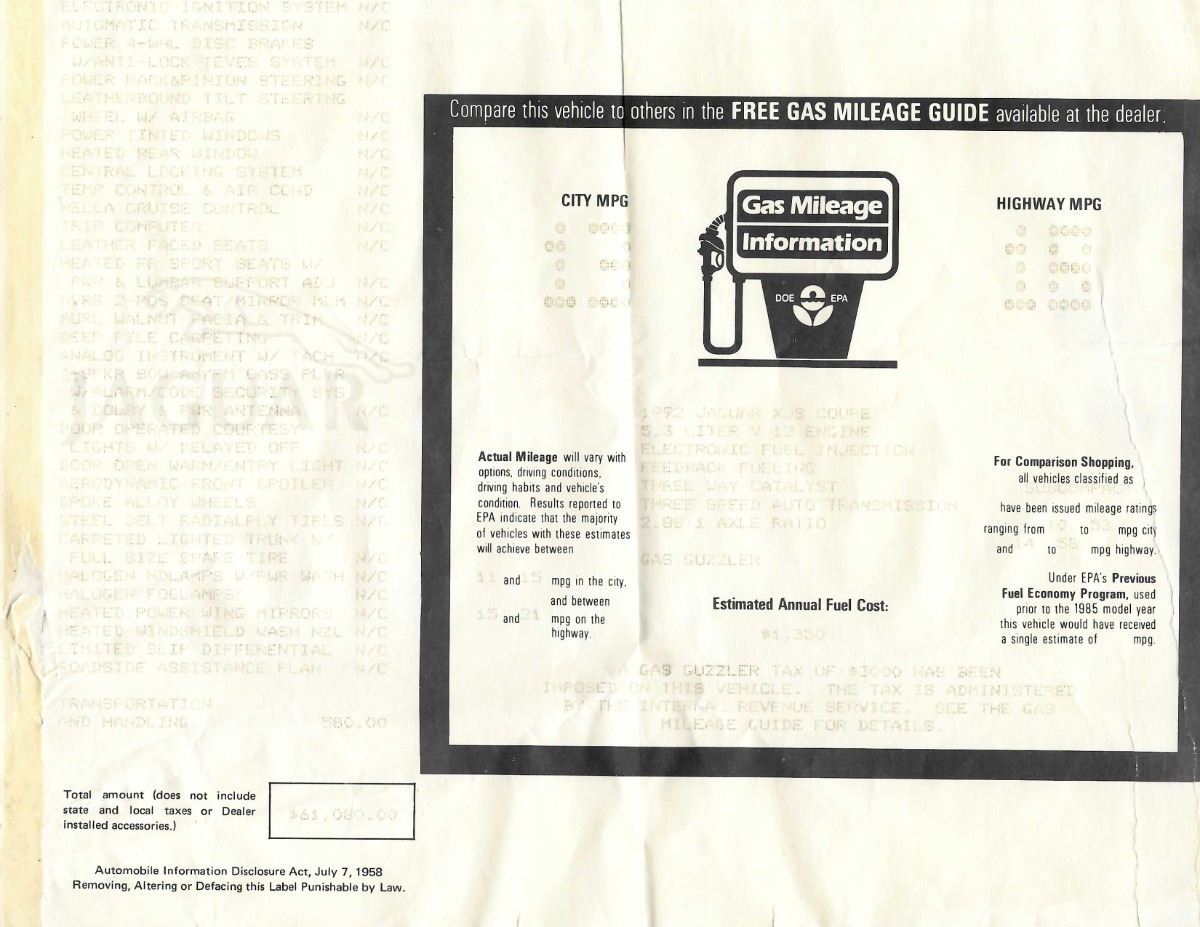 ELECTRONIC IGNITION SYSTEM N/C
AUTOMATIC TRANSMISSION N/C
POWER 4-WHL DISC BRAKES
W/ANTI-LOCK TEVES SYSTEM N/C
POWER RACK&PINION STEERING N/C
LEATHERBOUND TILT STEERING
WHEEL W/ AIRBAG N/C
POWER TINTED WINDOWS N/C
HEATED REAR WINDOW N/C
CENTRAL LOCKING SYSTEM N/C
TEMP CONTROL & AIR COND N/C
HELLA CRUISE CONTROL N/C
TRIP COMPUTER N/C
LEATHER FACED SEATS N/C
HEATED FR SPORT SEATS W/
PWR & LUMBAR SUPPORT ADJ N/C
DVRS POS SEAT/MIRROR MEM N/C
BURL WALNUT FACIA & TRIM N/C
DEEP PILE CARPETING N/C
ANALOG INSTRUMENT W/ TACH N/C
80W AM/FM CASS PLYR
W/ALARM/CODE SECURITY SYS
& DOLBY & PWR ANTENNA N/C
DOOR OPERATED COURTESY
LIGHTS W/ DELAYED OFF N/C
DOOR OPEN WARN/ENTRY LIGHT N/C
AERODYNAMIC FRONT SPOILER N/C
SPOKE ALLOY WHEELS N/C
STEEL BELT RADIALPLY TIRES N/C
CARPETED LIGHTED TRUNK W/
FULL SIZE SPARE TIRE N/C
HALOGEN HDLAMPS W/PWR WASH N/C
HALOGEN FOGLAMPS N/C
HEATED POWER WING MIRRORS N/C
HEATED WINDSHIELD WASH NZL N/C
LIMITED SLIP DIFFERENTIAL N/C
ROADSIDE ASSISTANCE PLAN N/C
TRANSPORTATION
AND HANDLING 580.00
JAGUAR
Total amount (does not include
state and local taxes or Dealer
installed accessories.)
$61,080.00
Automobile Information Disclosure Act, July 7, 1958
Removing, Altering or Defacing this Label Punishable by Law.
Compare this vehicle to others in the FREE GAS MILEAGE GUIDE available at the dealer.
CITY MPG
13
Gas Mileage
Information
DOE EPA
HIGHWAY MPG
18
1992 JAGUAR XJS COUPE
5.3 LITER V 12 ENGINE
ELECTRONIC FUEL INJECTION
FEEDBACK FUELING
THREE WAY CATALYST
THREE SPEED AUTO TRANSMISSION
2.88:1 AXLE RATIO
GAS GUZZLER
Actual Mileage will vary with
options, driving conditions,
driving habits and vehicle's
condition. Results reported to
EPA indicate that the majority
of vehicles with these estimates
will achieve between
11 and 15 mpg in the city,
and between
15 and 21 mpg on the
highway.
Estimated Annual Fuel Cost:
$1,350
For Comparison Shopping,
all vehicles classified as
SUBCOMPAC
have been issued mileage ratings
ranging from 10 to 53 mpg city
and 14 to 58 mpg highway.
Under EPA's Previous
Fuel Economy Program, used
prior to the 1985 model year
this vehicle would have received
a single estimate of mpg.
A GAS GUZZLER TAX OF $3000 HAS BEEN
IMPOSED ON THIS VEHICLE. THE TAX IS ADMINISTERED
BY THE INTERNAL REVENUE SERVICE. SEE THE GAS
MILEAGE GUIDE FOR DETAILS.